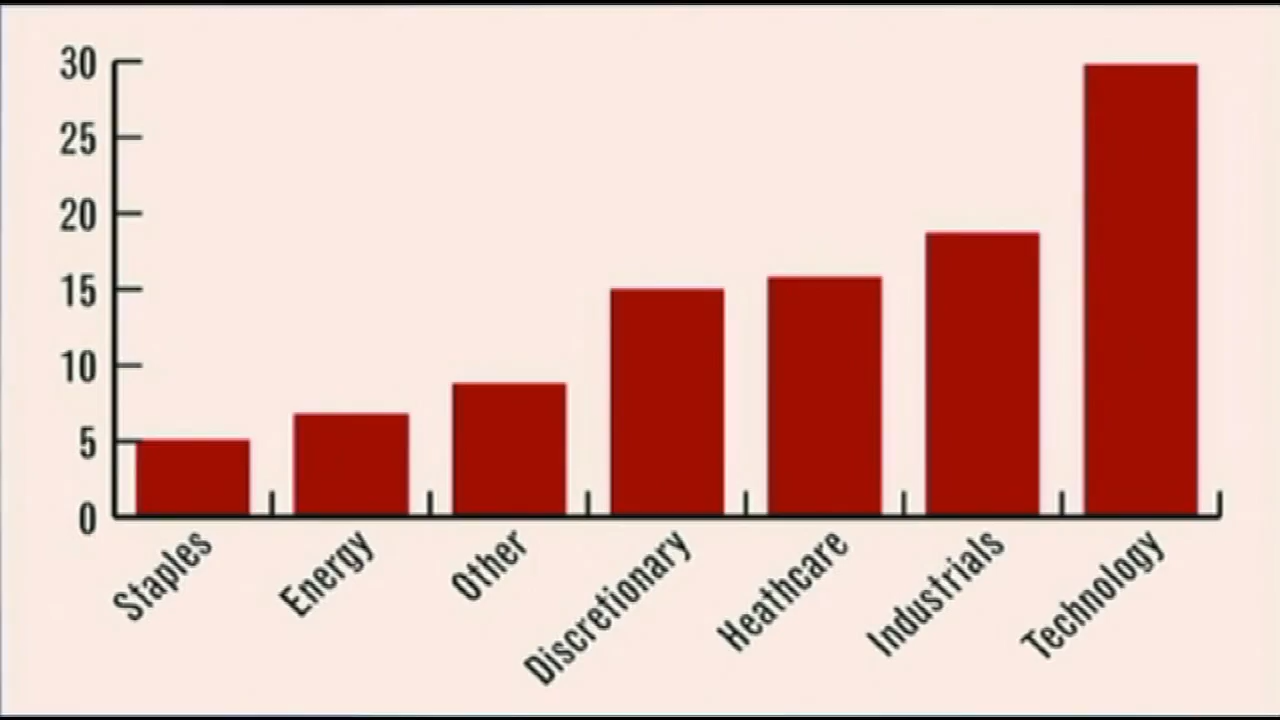 30
25
20
15
10
5
0
Staples
Energy
Other
Discretionary
Heathcare
Industrials
Technology